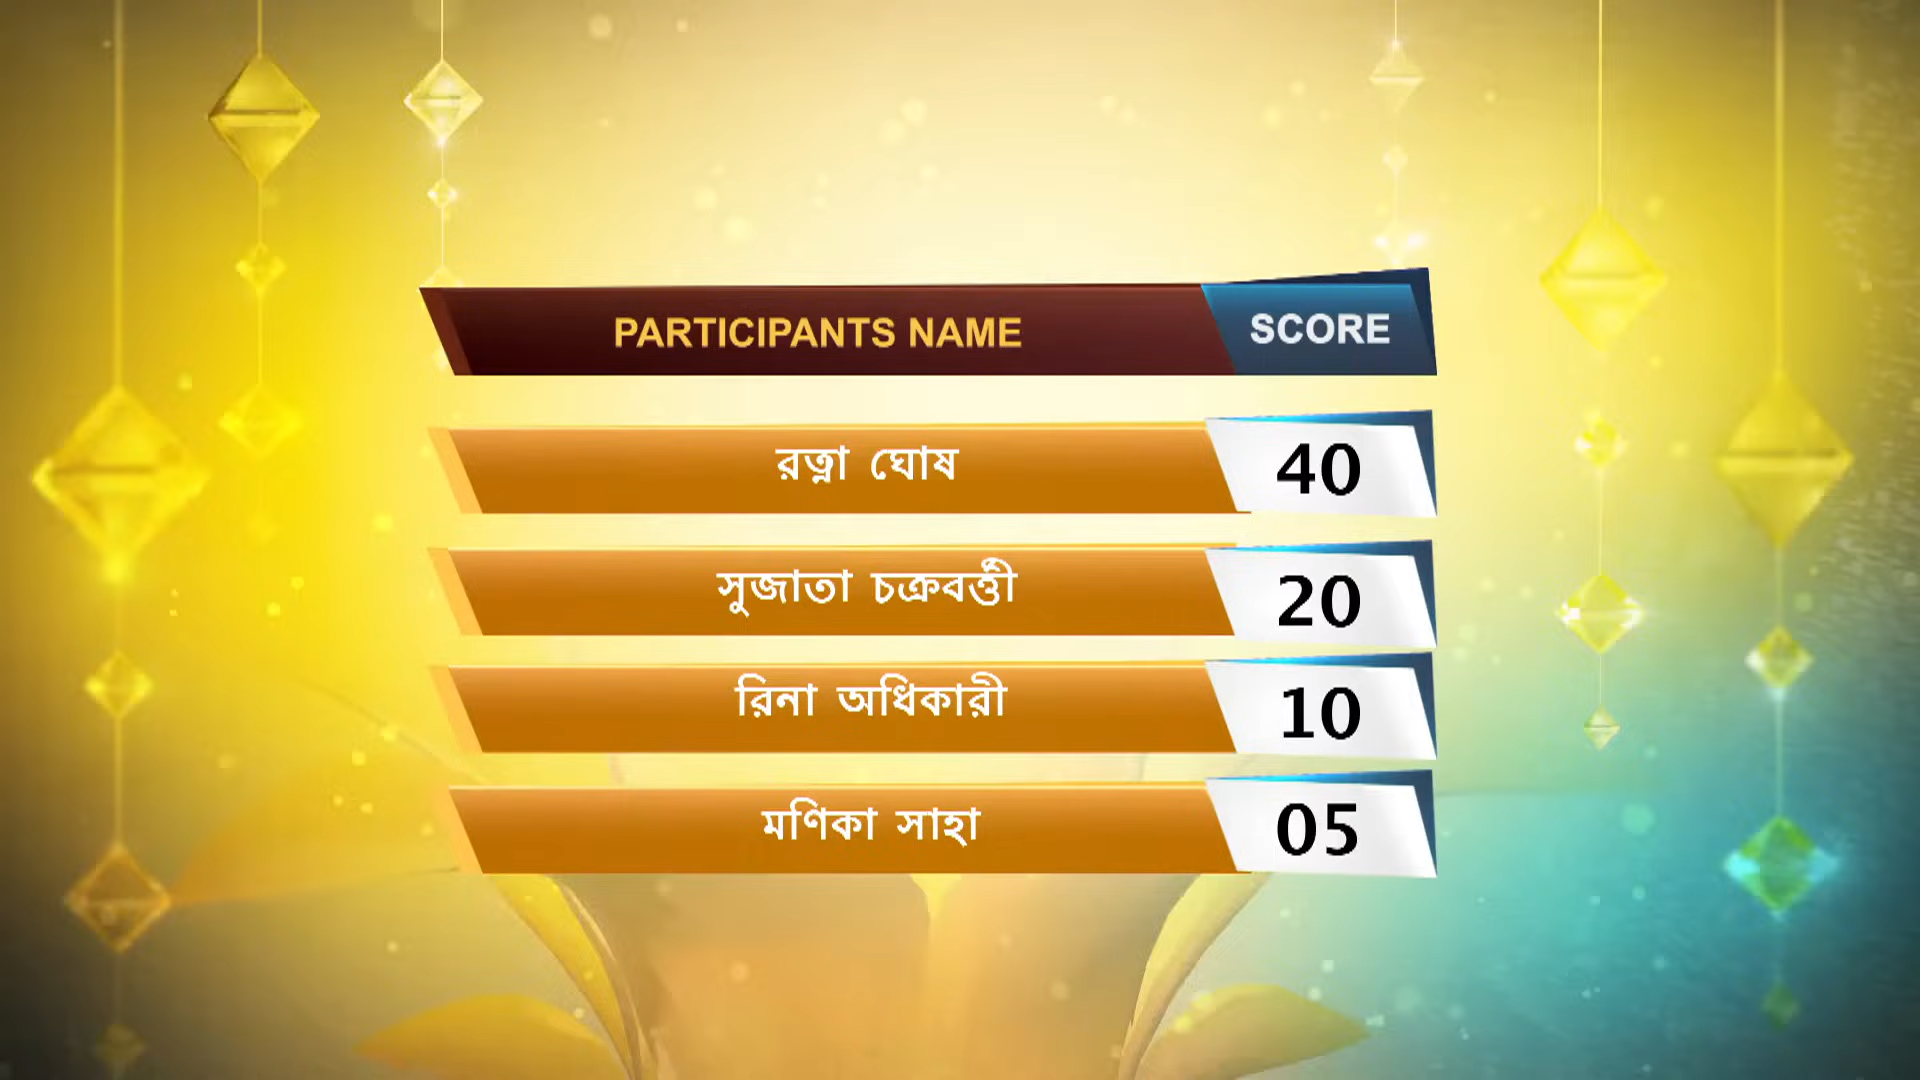 PARTICIPANTS NAME SCORE
রত্না ঘোষ 40
সুজাতা চক্রবর্ত্তী 20
রিনা অধিকারী 10
মণিকা সাহা 05